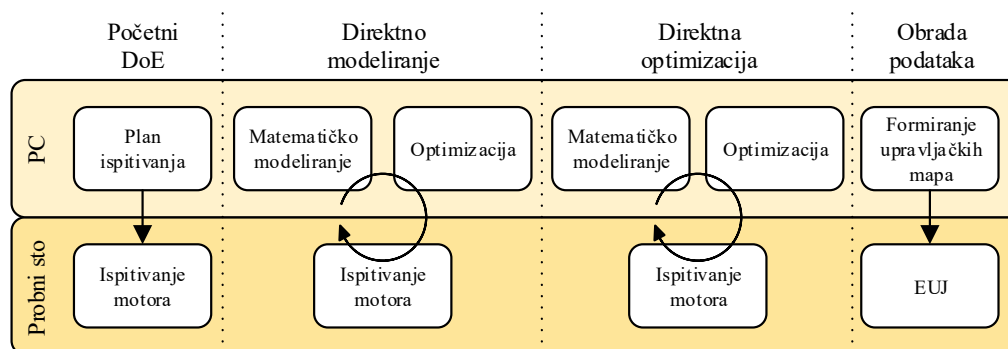 Početni
DoE
Direktno
modeliranje
Direktna
optimizacija
Obrada
podataka
PC
Plan
ispitivanja
Matematičko
modeliranje
Optimizacija
Matematičko
modeliranje
Optimizacija
Formiranje
upravljačkih
mapa
Probni sto
Ispitivanje
motora
Ispitivanje
motora
Ispitivanje
motora
EUJ